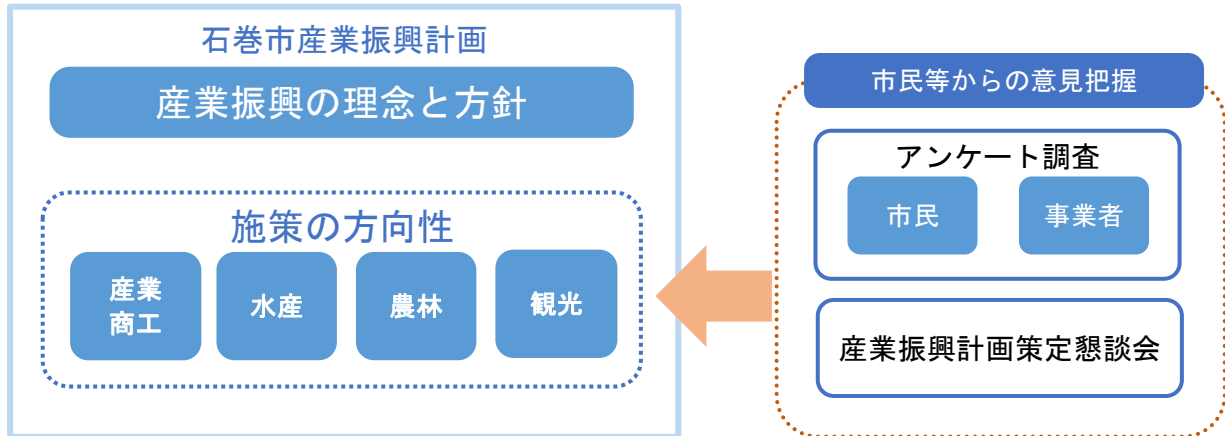 石巻市産業振興計画
産業振興の理念と方針
施策の方向性
産業
商工
水産
農林
観光
市民等からの意見把握
アンケート調査
市民
事業者
産業振興計画策定懇談会